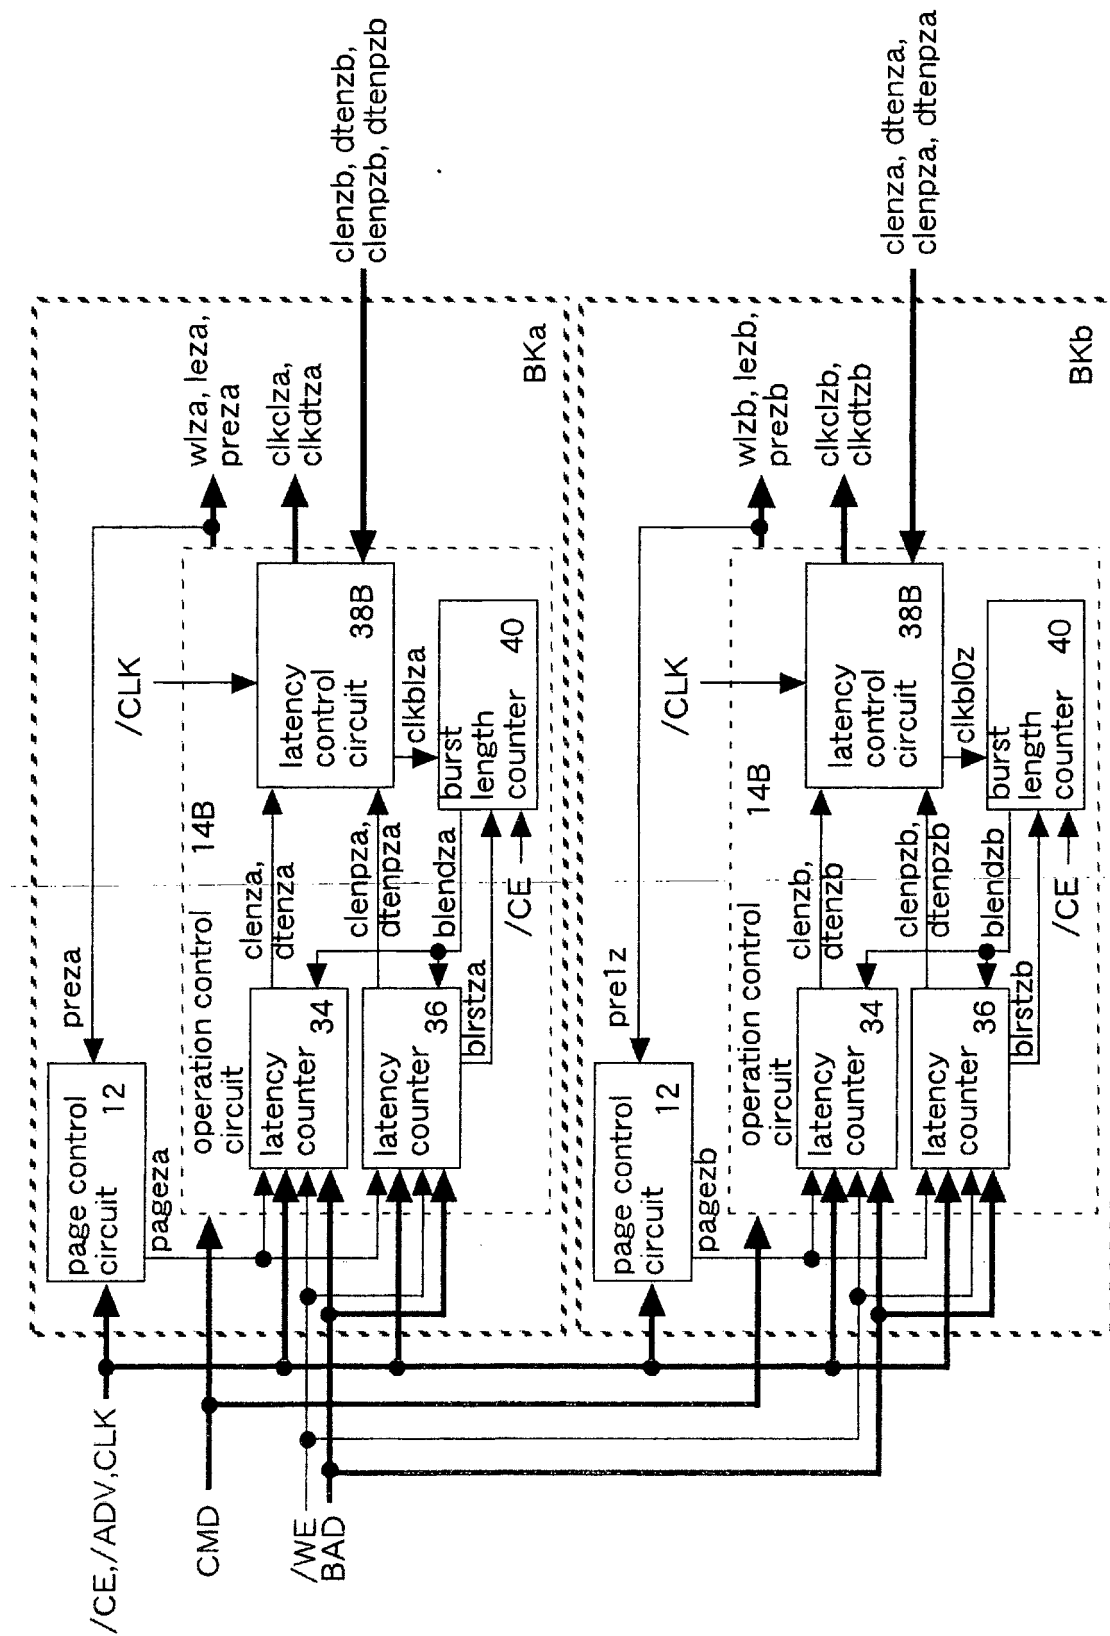 /CE,/ADV,CLK
CMD
/WE
BAD
page control
circuit 12
preza
pageza
wlza, leza,
preza
clkclza,
clkdtza
/CLK
14B
operation control
circuit
latency
counter 34
latency
counter 36
clenza,
dtenza
clenpza,
dtenpza
blendza
blrstza
/CE
latency
control
circuit 38B
clkblza
burst
length
counter 40
BKa
clenzb, dtenzb,
clenpzb, dtenpzb
page control
circuit 12
pre1z
pagezb
wlzb, lezb,
prezb
clkclzb,
clkdtzb
/CLK
14B
operation control
circuit
latency
counter 34
latency
counter 36
clenzb,
dtenzb
clenpzb,
dtenpzb
blendzb
blrstzb
/CE
latency
control
circuit 38B
clkbl0z
burst
length
counter 40
BKb
clenza, dtenza,
clenpza, dtenpza